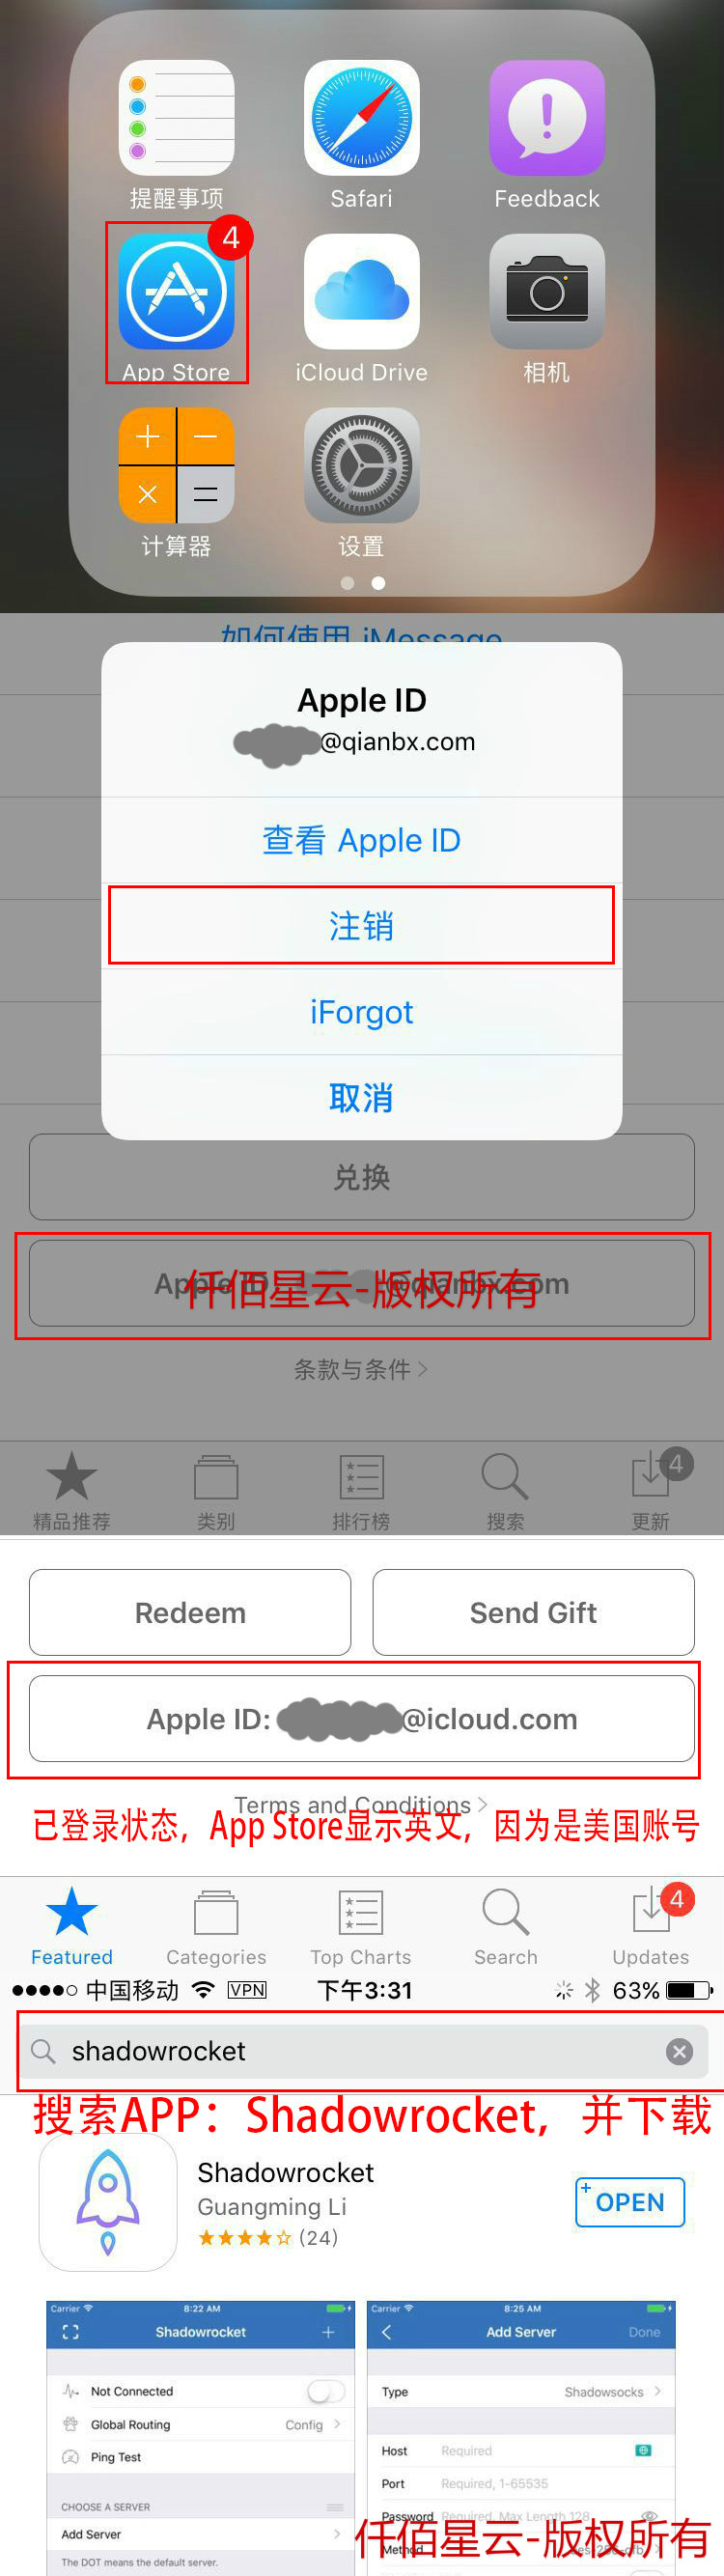 提醒事项
Safari
Feedback
4
App Store
iCloud Drive
相机
计算器
设置
如何使用 iMessage
Apple ID
@qianbx.com
查看 Apple ID
注销
iForgot
取消
兑换
Apple ID: @qianbx.com
仟佰星云-版权所有
条款与条件 >
4
精品推荐
类别
排行榜
搜索
更新
Redeem
Send Gift
Apple ID: @icloud.com
Terms and Conditions >
已登录状态，App Store显示英文，因为是美国账号
4
Featured
Categories
Top Charts
Search
Updates
中国移动 VPN 下午3:31 63%
shadowrocket
搜索APP：Shadowrocket，并下载
Shadowrocket
Guangming Li
(24)
+ OPEN
Carrier 8:22 AM
Shadowrocket +
Not Connected
Global Routing Config >
Ping Test
CHOOSE A SERVER
Add Server >
The DOT means the default server.
Carrier 8:25 AM
< Add Server Done
Type Shadowsocks >
Host Required
Port Required, 1-65535
Password Required, Max Length 128
Method aes-256-cfb >
仟佰星云-版权所有